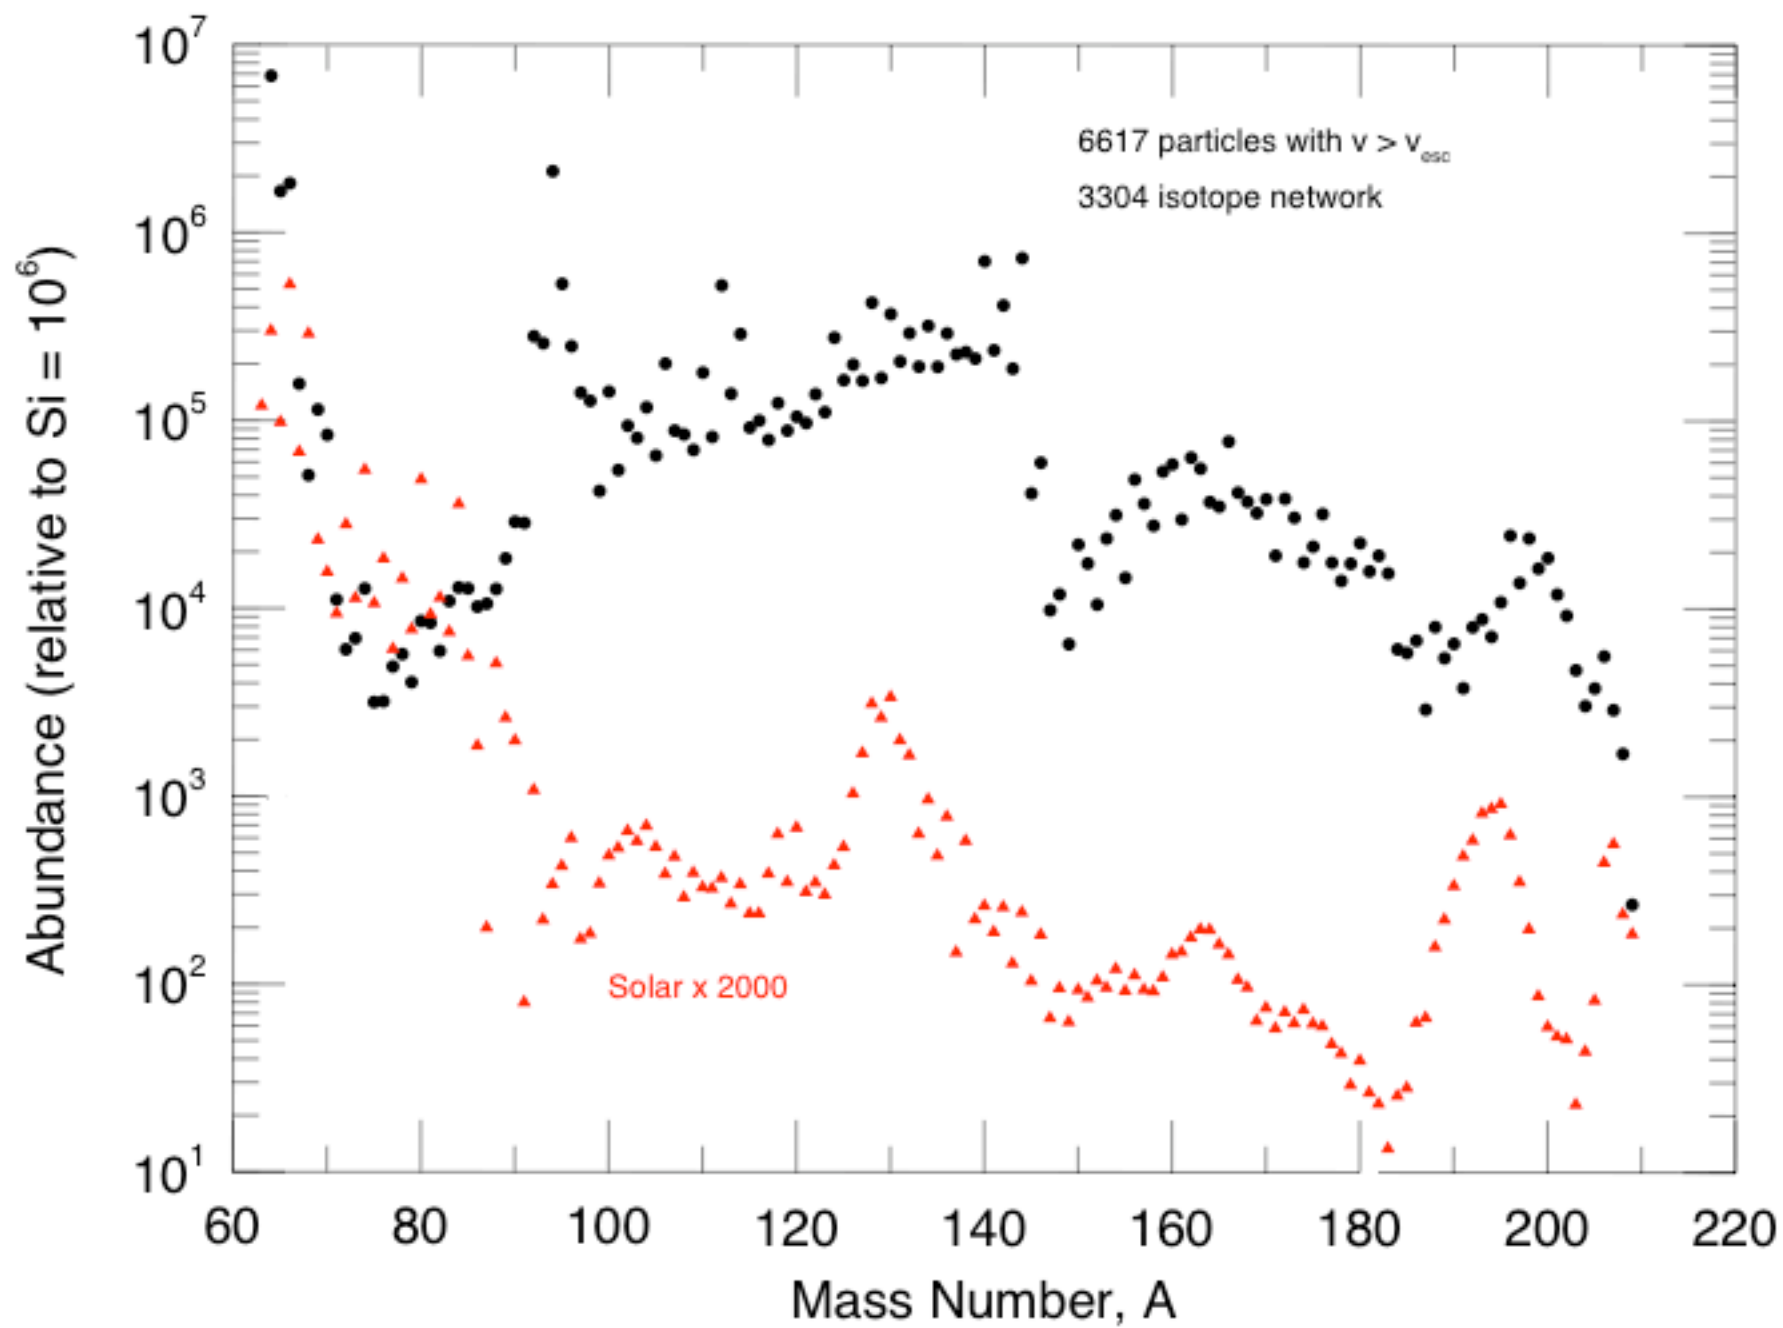 10^7
10^6
10^5
10^4
10^3
10^2
10^1
Abundance (relative to Si = 10^6)
6617 particles with v > v_esc
3304 isotope network
Solar x 2000
60 80 100 120 140 160 180 200 220
Mass Number, A